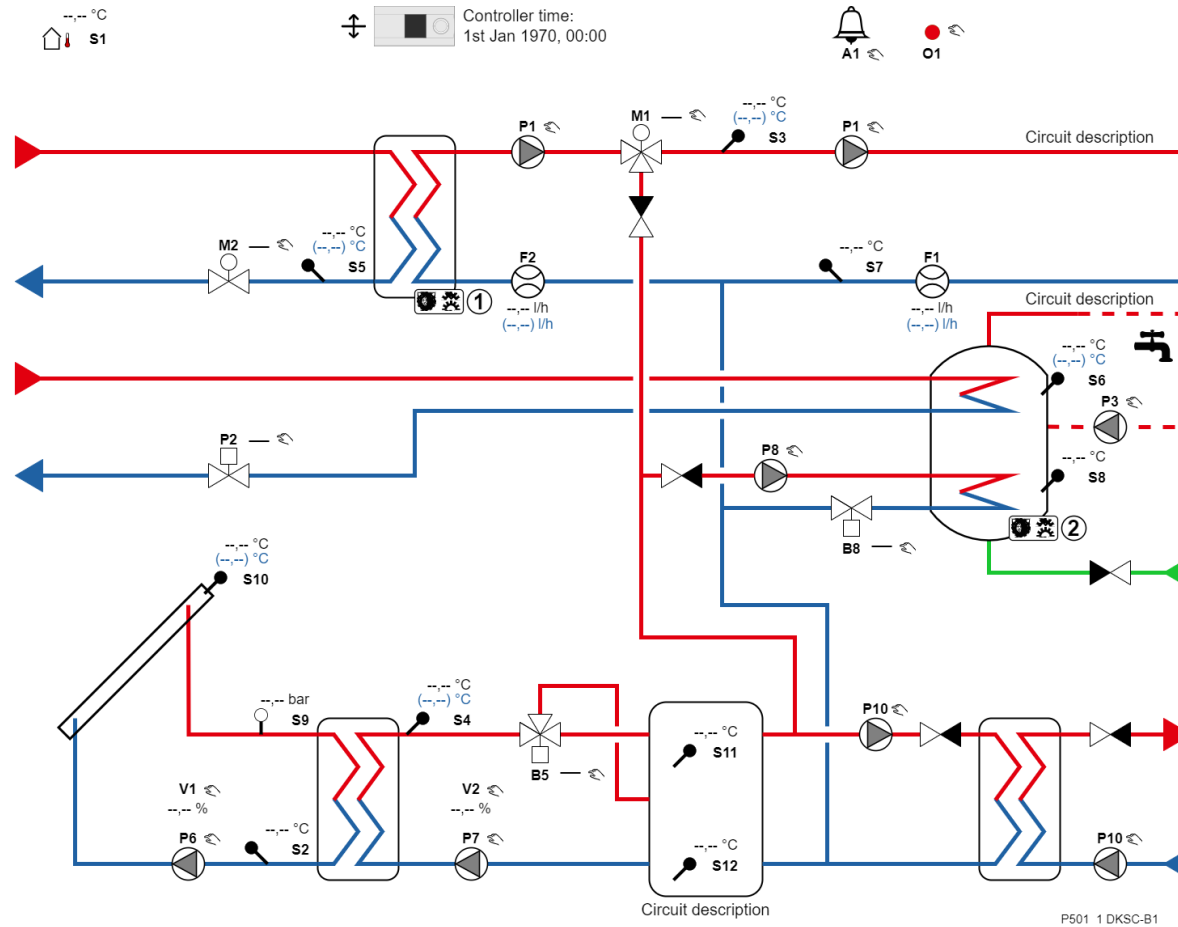 --,-- °C
S1
Controller time:
1st Jan 1970, 00:00
A1
O1
P1
M1
--,-- °C
(--,--) °C
S3
P1
Circuit description
M2
--,-- °C
(--,--) °C
S5
F2
--,-- l/h
(--,--) l/h
--,-- °C
S7
F1
--,-- l/h
(--,--) l/h
1
Circuit description
--,-- °C
(--,--) °C
S6
P3
P2
P8
--,-- °C
S8
B8
2
--,-- °C
(--,--) °C
S10
--,-- bar
S9
--,-- °C
(--,--) °C
S4
B5
--,-- °C
S11
P10
V1
--,-- %
P6
--,-- °C
S2
V2
--,-- %
P7
--,-- °C
S12
P10
Circuit description
P501 1 DKSC-B1